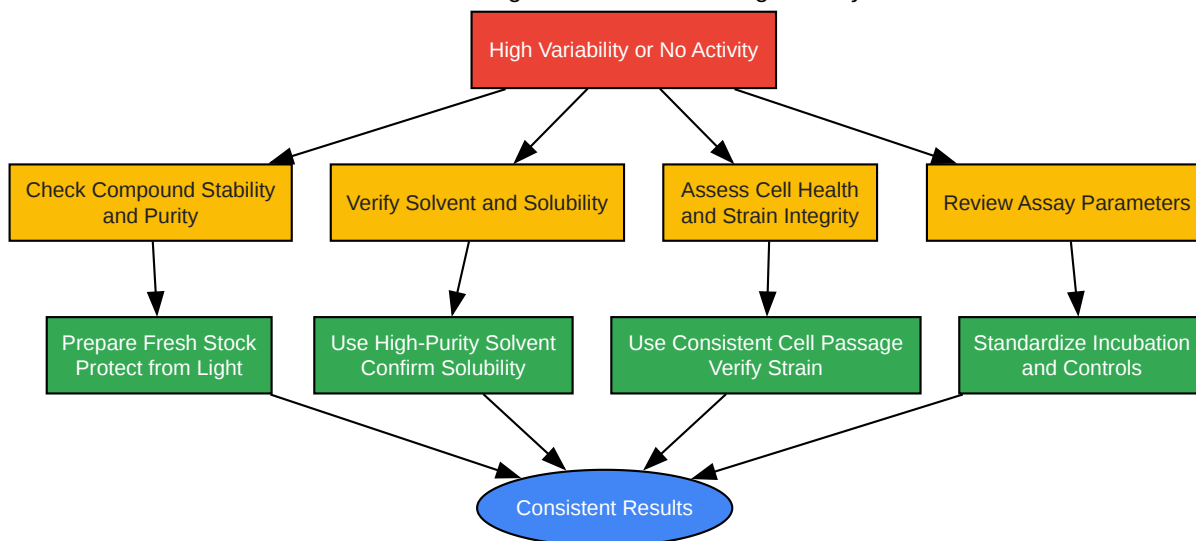 High Variability or No Activity
Check Compound Stability
and Purity
Verify Solvent and Solubility
Assess Cell Health
and Strain Integrity
Review Assay Parameters
Prepare Fresh Stock
Protect from Light
Use High-Purity Solvent
Confirm Solubility
Use Consistent Cell Passage
Verify Strain
Standardize Incubation
and Controls
Consistent Results